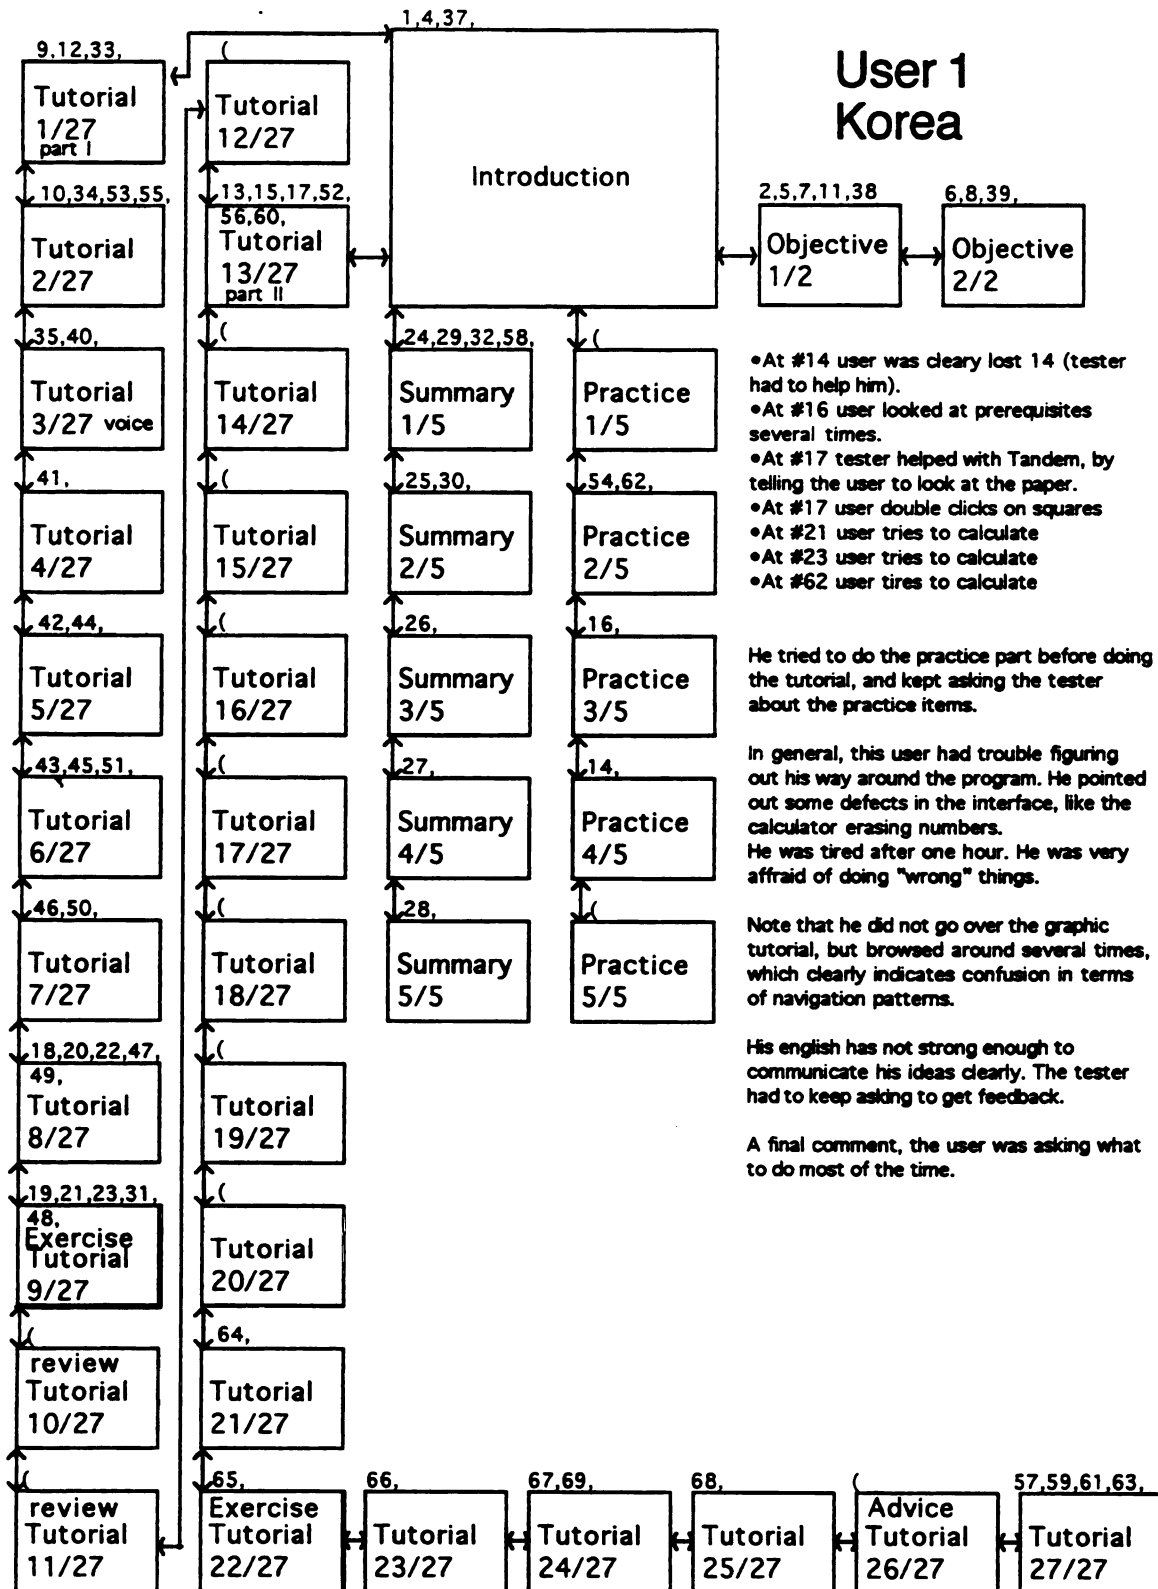 1,4,37,
Introduction
User 1
Korea
9,12,33,
Tutorial
1/27
part I
10,34,53,55,
Tutorial
2/27
35,40,
Tutorial
3/27 voice
41,
Tutorial
4/27
42,44,
Tutorial
5/27
43,45,51,
Tutorial
6/27
46,50,
Tutorial
7/27
18,20,22,47,
49,
Tutorial
8/27
19,21,23,31,
48,
Exercise
Tutorial
9/27
(
review
Tutorial
10/27
(
review
Tutorial
11/27
(
Tutorial
12/27
13,15,17,52,
56,60,
Tutorial
13/27
part II
(
Tutorial
14/27
(
Tutorial
15/27
(
Tutorial
16/27
(
Tutorial
17/27
(
Tutorial
18/27
(
Tutorial
19/27
(
Tutorial
20/27
64,
Tutorial
21/27
65,
Exercise
Tutorial
22/27
66,
Tutorial
23/27
67,69,
Tutorial
24/27
68,
Tutorial
25/27
(
Advice
Tutorial
26/27
57,59,61,63,
Tutorial
27/27
24,29,32,58,
Summary
1/5
25,30,
Summary
2/5
26,
Summary
3/5
27,
Summary
4/5
28,
Summary
5/5
(
Practice
1/5
54,62,
Practice
2/5
16,
Practice
3/5
14,
Practice
4/5
(
Practice
5/5
2,5,7,11,38
Objective
1/2
6,8,39,
Objective
2/2
•At #14 user was cleary lost 14 (tester
had to help him).
•At #16 user looked at prerequisites
several times.
•At #17 tester helped with Tandem, by
telling the user to look at the paper.
•At #17 user double clicks on squares
•At #21 user tries to calculate
•At #23 user tries to calculate
•At #62 user tires to calculate
He tried to do the practice part before doing
the tutorial, and kept asking the tester
about the practice items.
In general, this user had trouble figuring
out his way around the program. He pointed
out some defects in the interface, like the
calculator erasing numbers.
He was tired after one hour. He was very
affraid of doing "wrong" things.
Note that he did not go over the graphic
tutorial, but browsed around several times,
which clearly indicates confusion in terms
of navigation patterns.
His english has not strong enough to
communicate his ideas clearly. The tester
had to keep asking to get feedback.
A final comment, the user was asking what
to do most of the time.